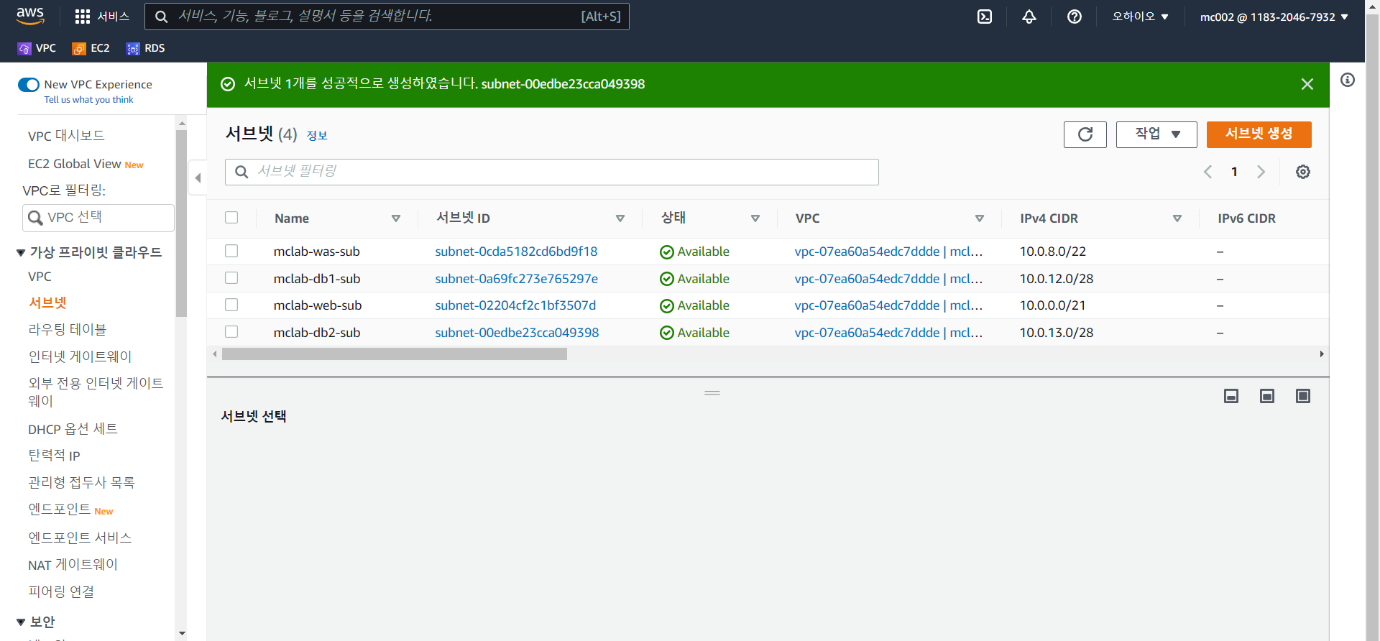 aws 서비스 서비스, 기능, 블로그, 설명서 등을 검색합니다. [Alt+S] 오하이오 ▼ mc002 @ 1183-2046-7932 ▼
VPC EC2 RDS
New VPC Experience
Tell us what you think
VPC 대시보드
EC2 Global View New
VPC로 필터링:
VPC 선택
▼ 가상 프라이빗 클라우드
VPC
서브넷
라우팅 테이블
인터넷 게이트웨이
외부 전용 인터넷 게이트
웨이
DHCP 옵션 세트
탄력적 IP
관리형 접두사 목록
엔드포인트 New
엔드포인트 서비스
NAT 게이트웨이
피어링 연결
▼ 보안
서브넷 1개를 성공적으로 생성하였습니다. subnet-00edbe23cca049398
서브넷 (4) 정보
작업 ▼ 서브넷 생성
서브넷 필터링
1
Name 서브넷 ID 상태 VPC IPv4 CIDR IPv6 CIDR
mclab-was-sub subnet-0cda5182cd6bd9f18 Available vpc-07ea60a54edc7ddde | mcl... 10.0.8.0/22 –
mclab-db1-sub subnet-0a69fc273e765297e Available vpc-07ea60a54edc7ddde | mcl... 10.0.12.0/28 –
mclab-web-sub subnet-02204cf2c1bf3507d Available vpc-07ea60a54edc7ddde | mcl... 10.0.0.0/21 –
mclab-db2-sub subnet-00edbe23cca049398 Available vpc-07ea60a54edc7ddde | mcl... 10.0.13.0/28 –
서브넷 선택